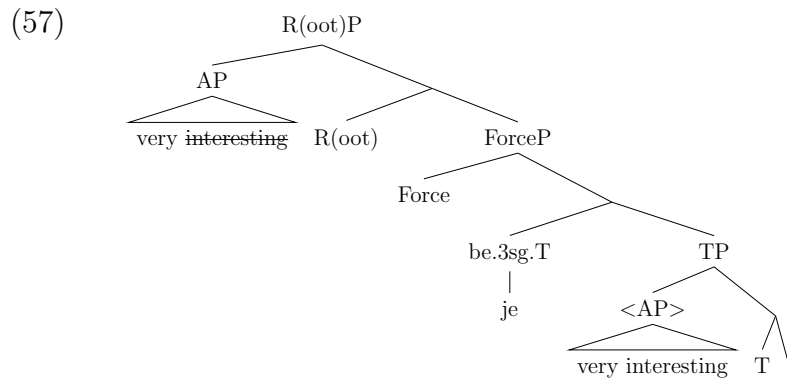 (57)
R(oot)P
AP
very interesting R(oot) ForceP
Force
be.3sg.T TP
je <AP>
very interesting T